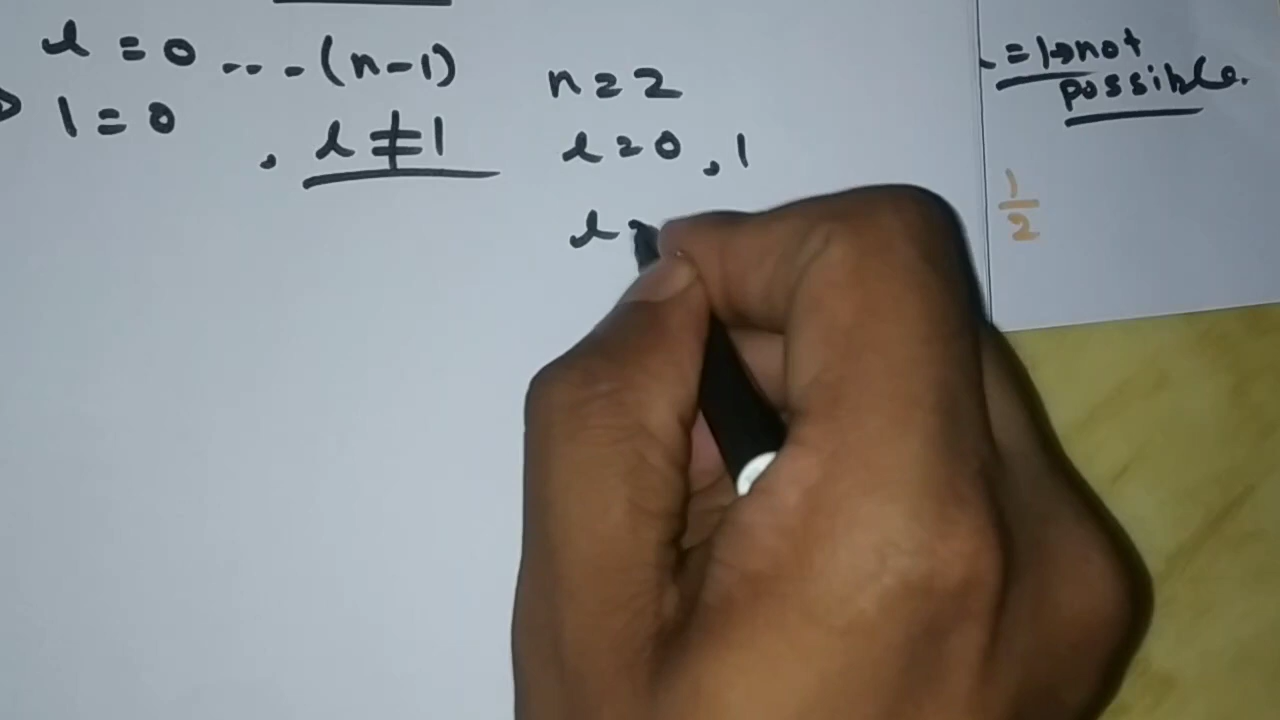 l = 0 ... (n-1)
l = 0 , l ≠ 1
n = 2
l = 0, 1
l =
= 1 → not
possible.
1/2